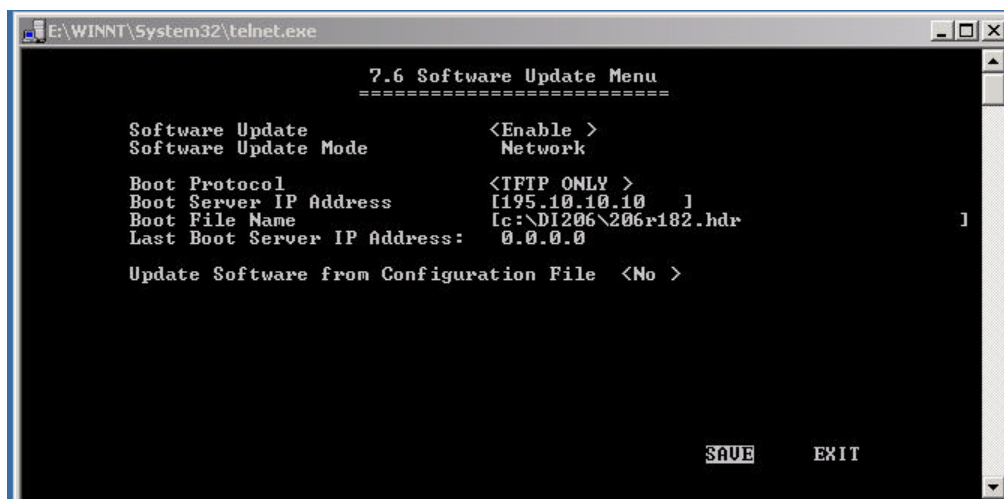 E:\WINNT\System32\telnet.exe
7.6 Software Update Menu
==========================
Software Update <Enable >
Software Update Mode Network
Boot Protocol <TFTP ONLY >
Boot Server IP Address [195.10.10.10 ]
Boot File Name [c:\DI206\206r182.hdr ]
Last Boot Server IP Address: 0.0.0.0
Update Software from Configuration File <No >
SAVE EXIT